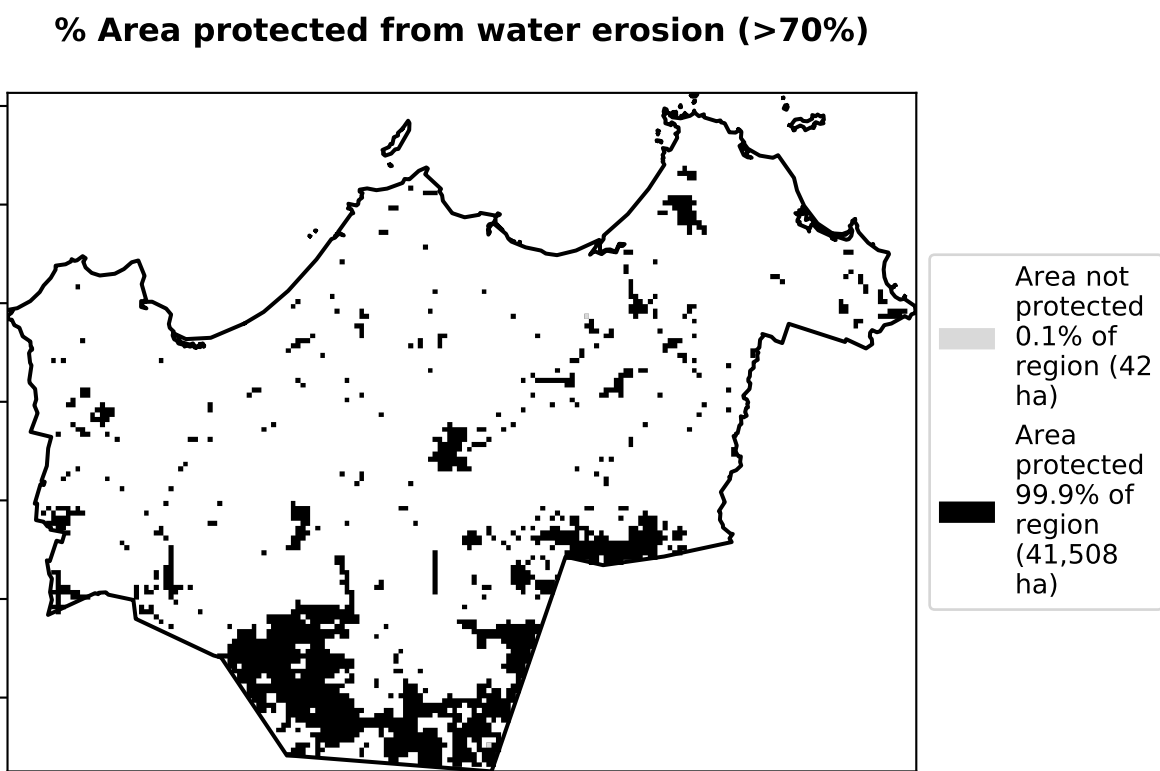 % Area protected from water erosion (>70%)
Area not
protected
0.1% of
region (42
ha)
Area
protected
99.9% of
region
(41,508
ha)